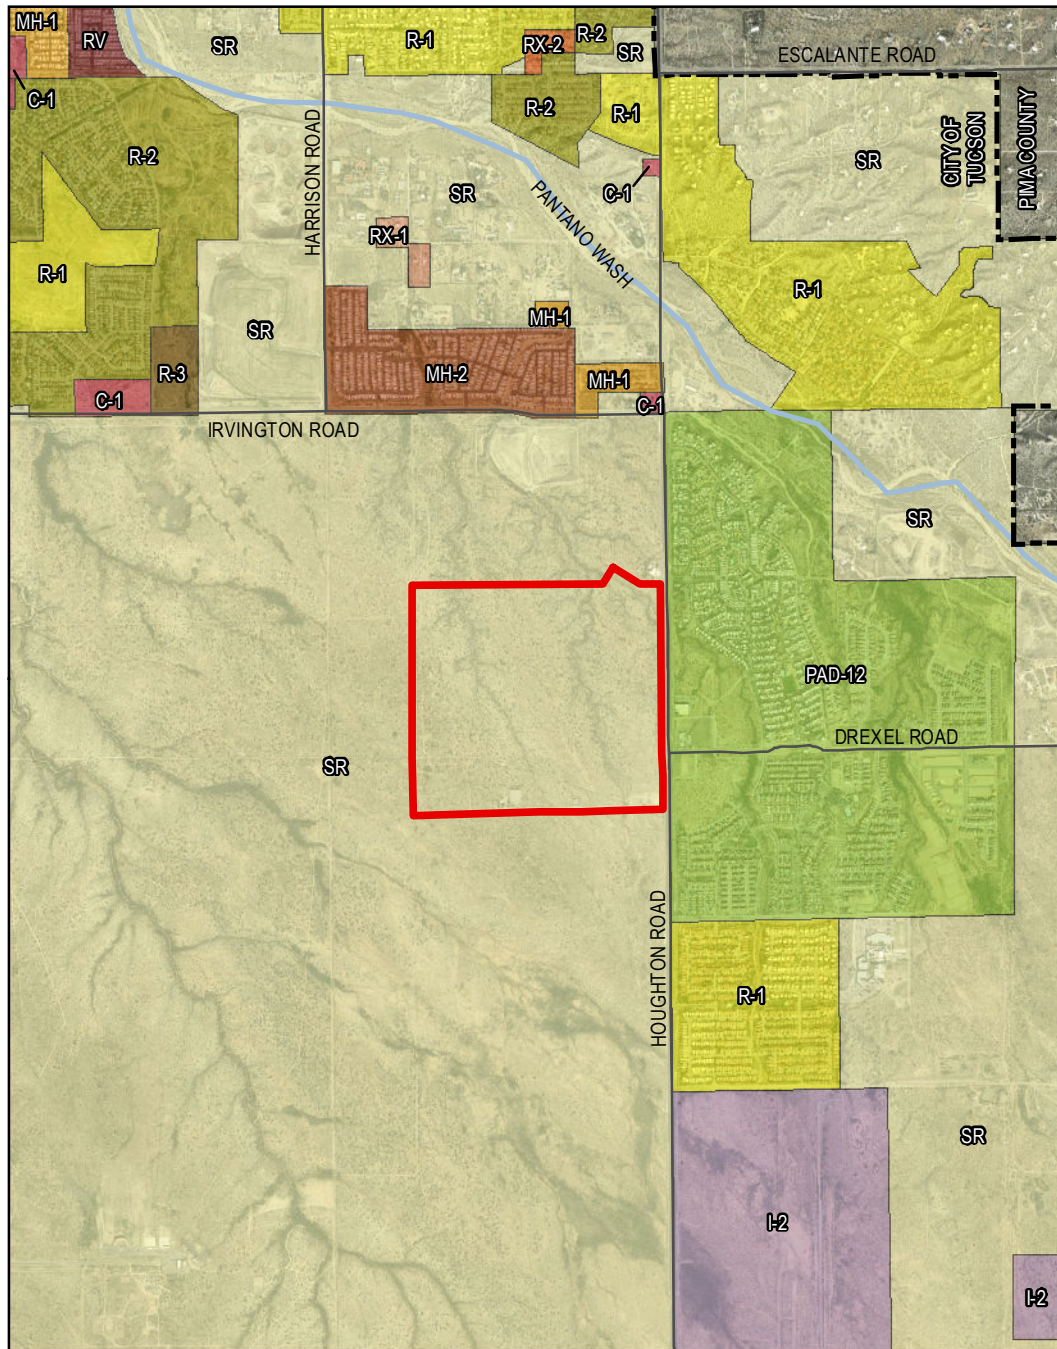 MH-1
RV
SR
R-1
RX-2
R-2
SR
ESCALANTE ROAD
C-1
R-2
R-1
R-2
HARRISON ROAD
SR
C-1
SR
CITY OF
TUCSON
PIMA COUNTY
PANTANO WASH
RX-1
R-1
R-1
SR
MH-1
R-3
MH-2
MH-1
C-1
C-1
IRVINGTON ROAD
SR
PAD-12
DREXEL ROAD
SR
HOUGHTON ROAD
R-1
SR
I-2
I-2